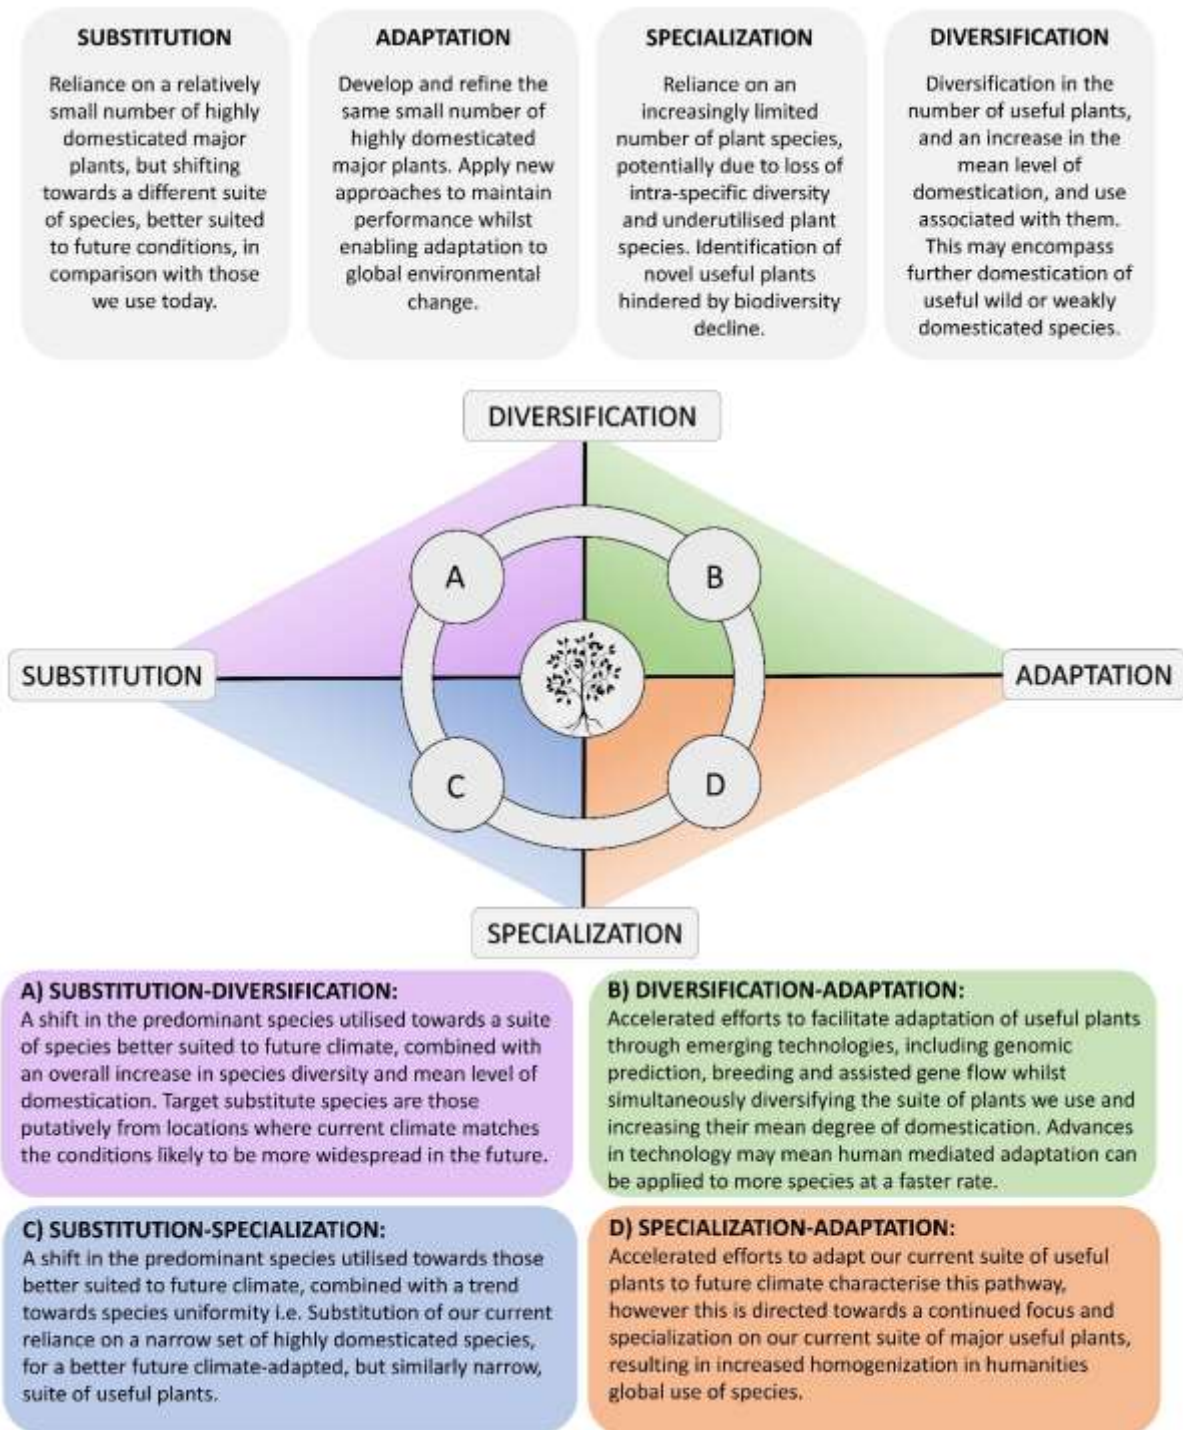 SUBSTITUTION
Reliance on a relatively
small number of highly
domesticated major
plants, but shifting
towards a different suite
of species, better suited
to future conditions, in
comparison with those
we use today.
ADAPTATION
Develop and refine the
same small number of
highly domesticated
major plants. Apply new
approaches to maintain
performance whilst
enabling adaptation to
global environmental
change.
SPECIALIZATION
Reliance on an
increasingly limited
number of plant species,
potentially due to loss of
intra-specific diversity
and underutilised plant
species. Identification of
novel useful plants
hindered by biodiversity
decline.
DIVERSIFICATION
Diversification in the
number of useful plants,
and an increase in the
mean level of
domestication, and use
associated with them.
This may encompass
further domestication of
useful wild or weakly
domesticated species.
DIVERSIFICATION
A
B
SUBSTITUTION
ADAPTATION
C
D
SPECIALIZATION
A) SUBSTITUTION-DIVERSIFICATION:
A shift in the predominant species utilised towards a suite
of species better suited to future climate, combined with
an overall increase in species diversity and mean level of
domestication. Target substitute species are those
putatively from locations where current climate matches
the conditions likely to be more widespread in the future.
B) DIVERSIFICATION-ADAPTATION:
Accelerated efforts to facilitate adaptation of useful plants
through emerging technologies, including genomic
prediction, breeding and assisted gene flow whilst
simultaneously diversifying the suite of plants we use and
increasing their mean degree of domestication. Advances
in technology may mean human mediated adaptation can
be applied to more species at a faster rate.
C) SUBSTITUTION-SPECIALIZATION:
A shift in the predominant species utilised towards those
better suited to future climate, combined with a trend
towards species uniformity i.e. Substitution of our current
reliance on a narrow set of highly domesticated species,
for a better future climate-adapted, but similarly narrow,
suite of useful plants.
D) SPECIALIZATION-ADAPTATION:
Accelerated efforts to adapt our current suite of useful
plants to future climate characterise this pathway,
however this is directed towards a continued focus and
specialization on our current suite of major useful plants,
resulting in increased homogenization in humanities
global use of species.